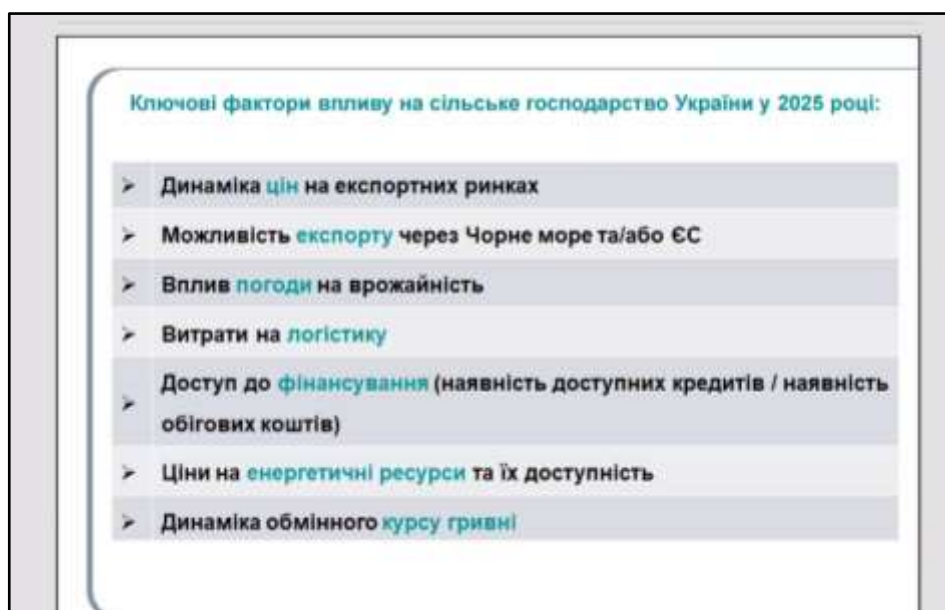 Ключові фактори впливу на сільське господарство України у 2025 році:
➢ Динаміка цін на експортних ринках
➢ Можливість експорту через Чорне море та/або ЄС
➢ Вплив погоди на врожайність
➢ Витрати на логістику
➢ Доступ до фінансування (наявність доступних кредитів / наявність
обігових коштів)
➢ Ціни на енергетичні ресурси та їх доступність
➢ Динаміка обмінного курсу гривні